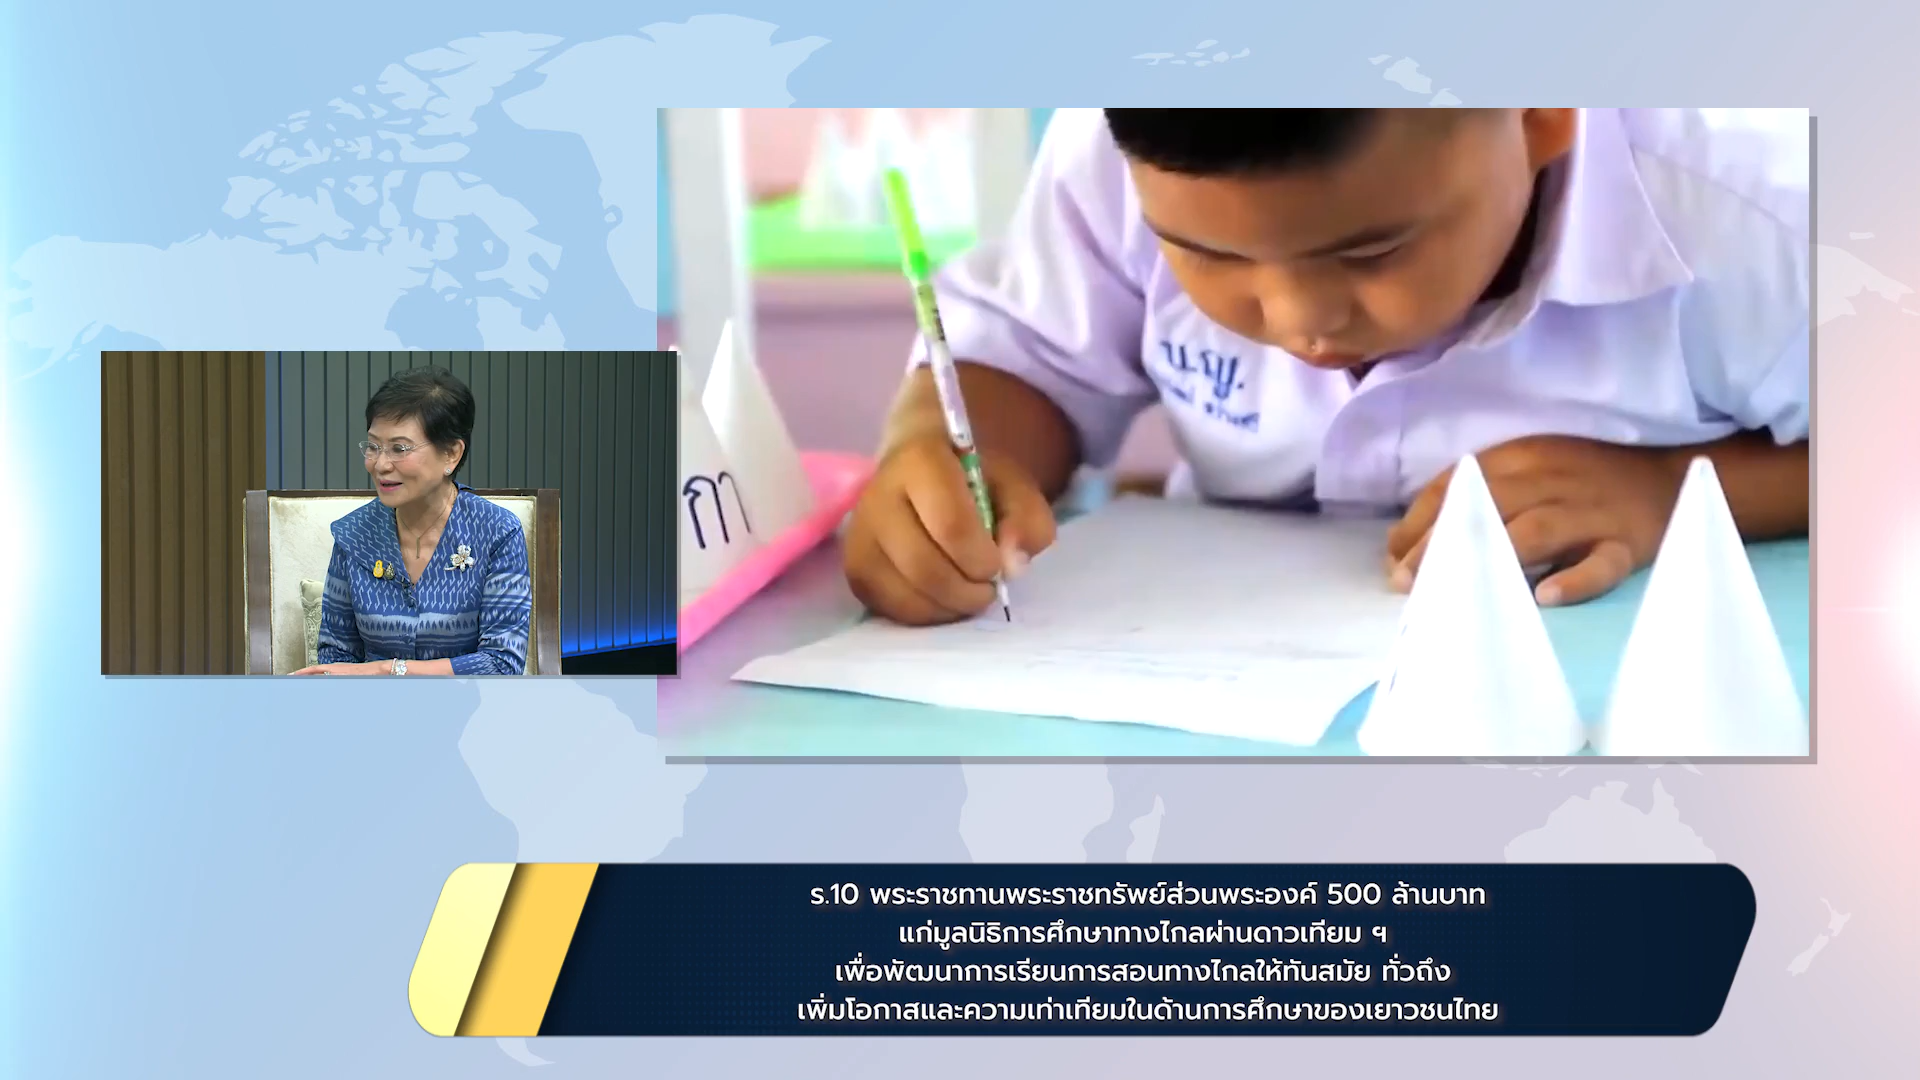 น.ญ.
กา
ร.10 พระราชทานพระราชทรัพย์ส่วนพระองค์ 500 ล้านบาท
แก่มูลนิธิการศึกษาทางไกลผ่านดาวเทียม ฯ
เพื่อพัฒนาการเรียนการสอนทางไกลให้ทันสมัย ทั่วถึง
เพิ่มโอกาสและความเท่าเทียมในด้านการศึกษาของเยาวชนไทย